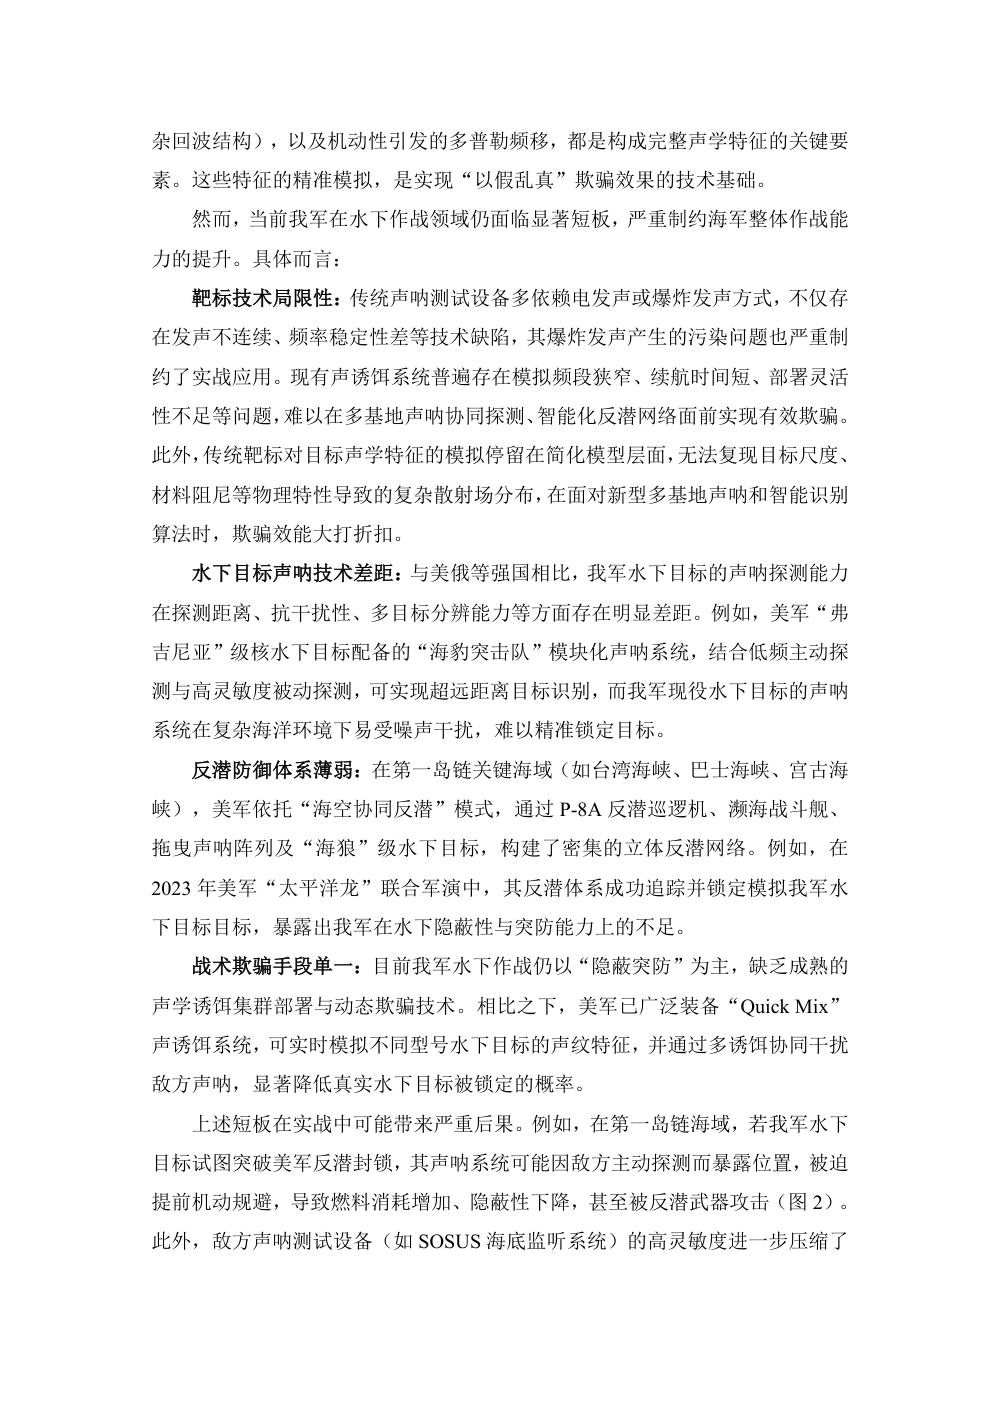 杂回波结构），以及机动性引发的多普勒频移，都是构成完整声学特征的关键要
素。这些特征的精准模拟，是实现“以假乱真”欺骗效果的技术基础。
然而，当前我军在水下作战领域仍面临显著短板，严重制约海军整体作战能
力的提升。具体而言：
靶标技术局限性：传统声呐测试设备多依赖电发声或爆炸发声方式，不仅存
在发声不连续、频率稳定性差等技术缺陷，其爆炸发声产生的污染问题也严重制
约了实战应用。现有声诱饵系统普遍存在模拟频段狭窄、续航时间短、部署灵活
性不足等问题，难以在多基地声呐协同探测、智能化反潜网络面前实现有效欺骗。
此外，传统靶标对目标声学特征的模拟停留在简化模型层面，无法复现目标尺度、
材料阻尼等物理特性导致的复杂散射场分布，在面对新型多基地声呐和智能识别
算法时，欺骗效能大打折扣。
水下目标声呐技术差距：与美俄等强国相比，我军水下目标的声呐探测能力
在探测距离、抗干扰性、多目标分辨能力等方面存在明显差距。例如，美军“弗
吉尼亚”级核水下目标配备的“海豹突击队”模块化声呐系统，结合低频主动探
测与高灵敏度被动探测，可实现超远距离目标识别，而我军现役水下目标的声呐
系统在复杂海洋环境下易受噪声干扰，难以精准锁定目标。
反潜防御体系薄弱：在第一岛链关键海域（如台湾海峡、巴士海峡、宫古海
峡），美军依托“海空协同反潜”模式，通过 P-8A 反潜巡逻机、濒海战斗舰、
拖曳声呐阵列及“海狼”级水下目标，构建了密集的立体反潜网络。例如，在
2023 年美军“太平洋龙”联合军演中，其反潜体系成功追踪并锁定模拟我军水
下目标目标，暴露出我军在水下隐蔽性与突防能力上的不足。
战术欺骗手段单一：目前我军水下作战仍以“隐蔽突防”为主，缺乏成熟的
声学诱饵集群部署与动态欺骗技术。相比之下，美军已广泛装备“Quick Mix”
声诱饵系统，可实时模拟不同型号水下目标的声纹特征，并通过多诱饵协同干扰
敌方声呐，显著降低真实水下目标被锁定的概率。
上述短板在实战中可能带来严重后果。例如，在第一岛链海域，若我军水下
目标试图突破美军反潜封锁，其声呐系统可能因敌方主动探测而暴露位置，被迫
提前机动规避，导致燃料消耗增加、隐蔽性下降，甚至被反潜武器攻击（图 2）。
此外，敌方声呐测试设备（如 SOSUS 海底监听系统）的高灵敏度进一步压缩了